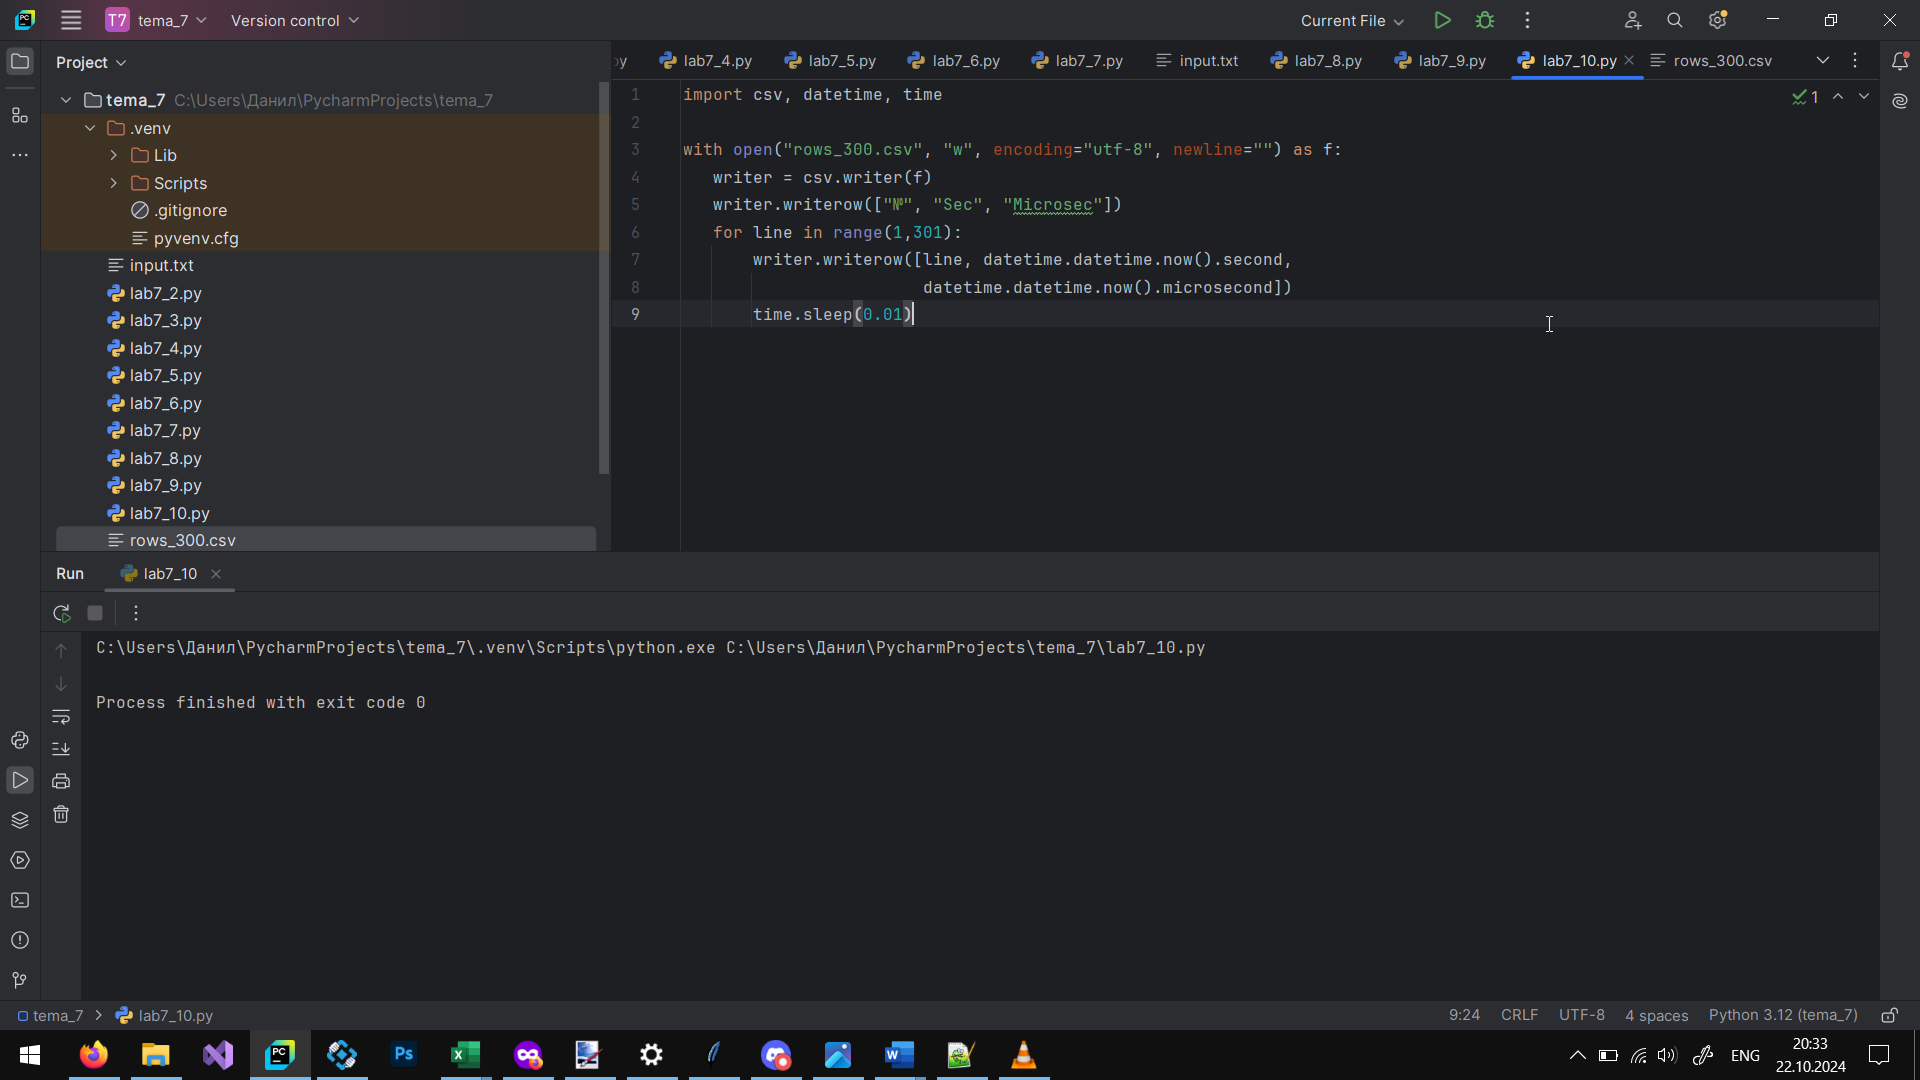 T7 tema_7 Version control Current File
Project
py lab7_4.py lab7_5.py lab7_6.py lab7_7.py input.txt lab7_8.py lab7_9.py lab7_10.py rows_300.csv
tema_7 C:\Users\Данил\PycharmProjects\tema_7
.venv
Lib
Scripts
.gitignore
pyvenv.cfg
input.txt
lab7_2.py
lab7_3.py
lab7_4.py
lab7_5.py
lab7_6.py
lab7_7.py
lab7_8.py
lab7_9.py
lab7_10.py
rows_300.csv
1 import csv, datetime, time
1
2
3 with open("rows_300.csv", "w", encoding="utf-8", newline="") as f:
4 writer = csv.writer(f)
5 writer.writerow(["№", "Sec", "Microsec"])
6 for line in range(1,301):
7 writer.writerow([line, datetime.datetime.now().second,
8 datetime.datetime.now().microsecond])
9 time.sleep(0.01)
Run lab7_10
C:\Users\Данил\PycharmProjects\tema_7\.venv\Scripts\python.exe C:\Users\Данил\PycharmProjects\tema_7\lab7_10.py
Process finished with exit code 0
tema_7 > lab7_10.py 9:24 CRLF UTF-8 4 spaces Python 3.12 (tema_7)
PC Ps X W ENG
20:33
22.10.2024